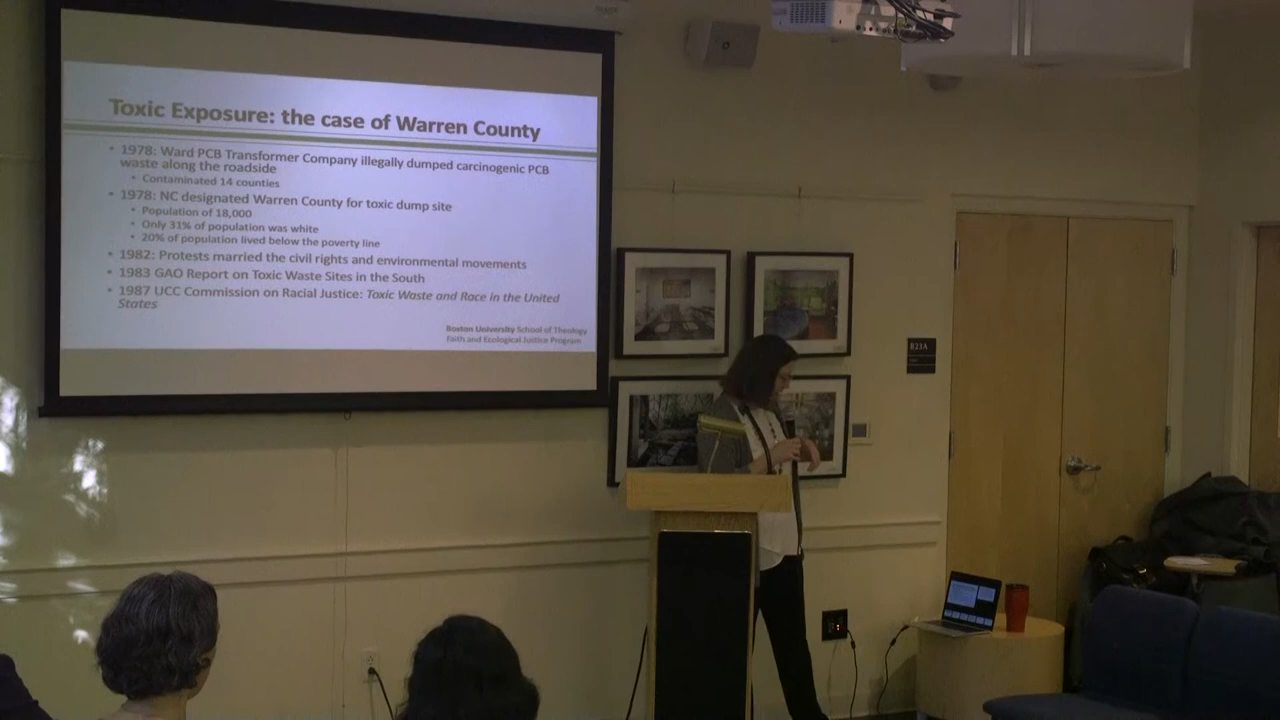 Toxic Exposure: the case of Warren County
• 1978: Ward PCB Transformer Company illegally dumped carcinogenic PCB
waste along the roadside
• Contaminated 14 counties
• 1978: NC designated Warren County for toxic dump site
• Population of 18,000
• Only 31% of population was white
• 20% of population lived below the poverty line
• 1982: Protests married the civil rights and environmental movements
• 1983 GAO Report on Toxic Waste Sites in the South
• 1987 UCC Commission on Racial Justice: Toxic Waste and Race in the United
States
Boston University School of Theology
Faith and Ecological Justice Program
B23A